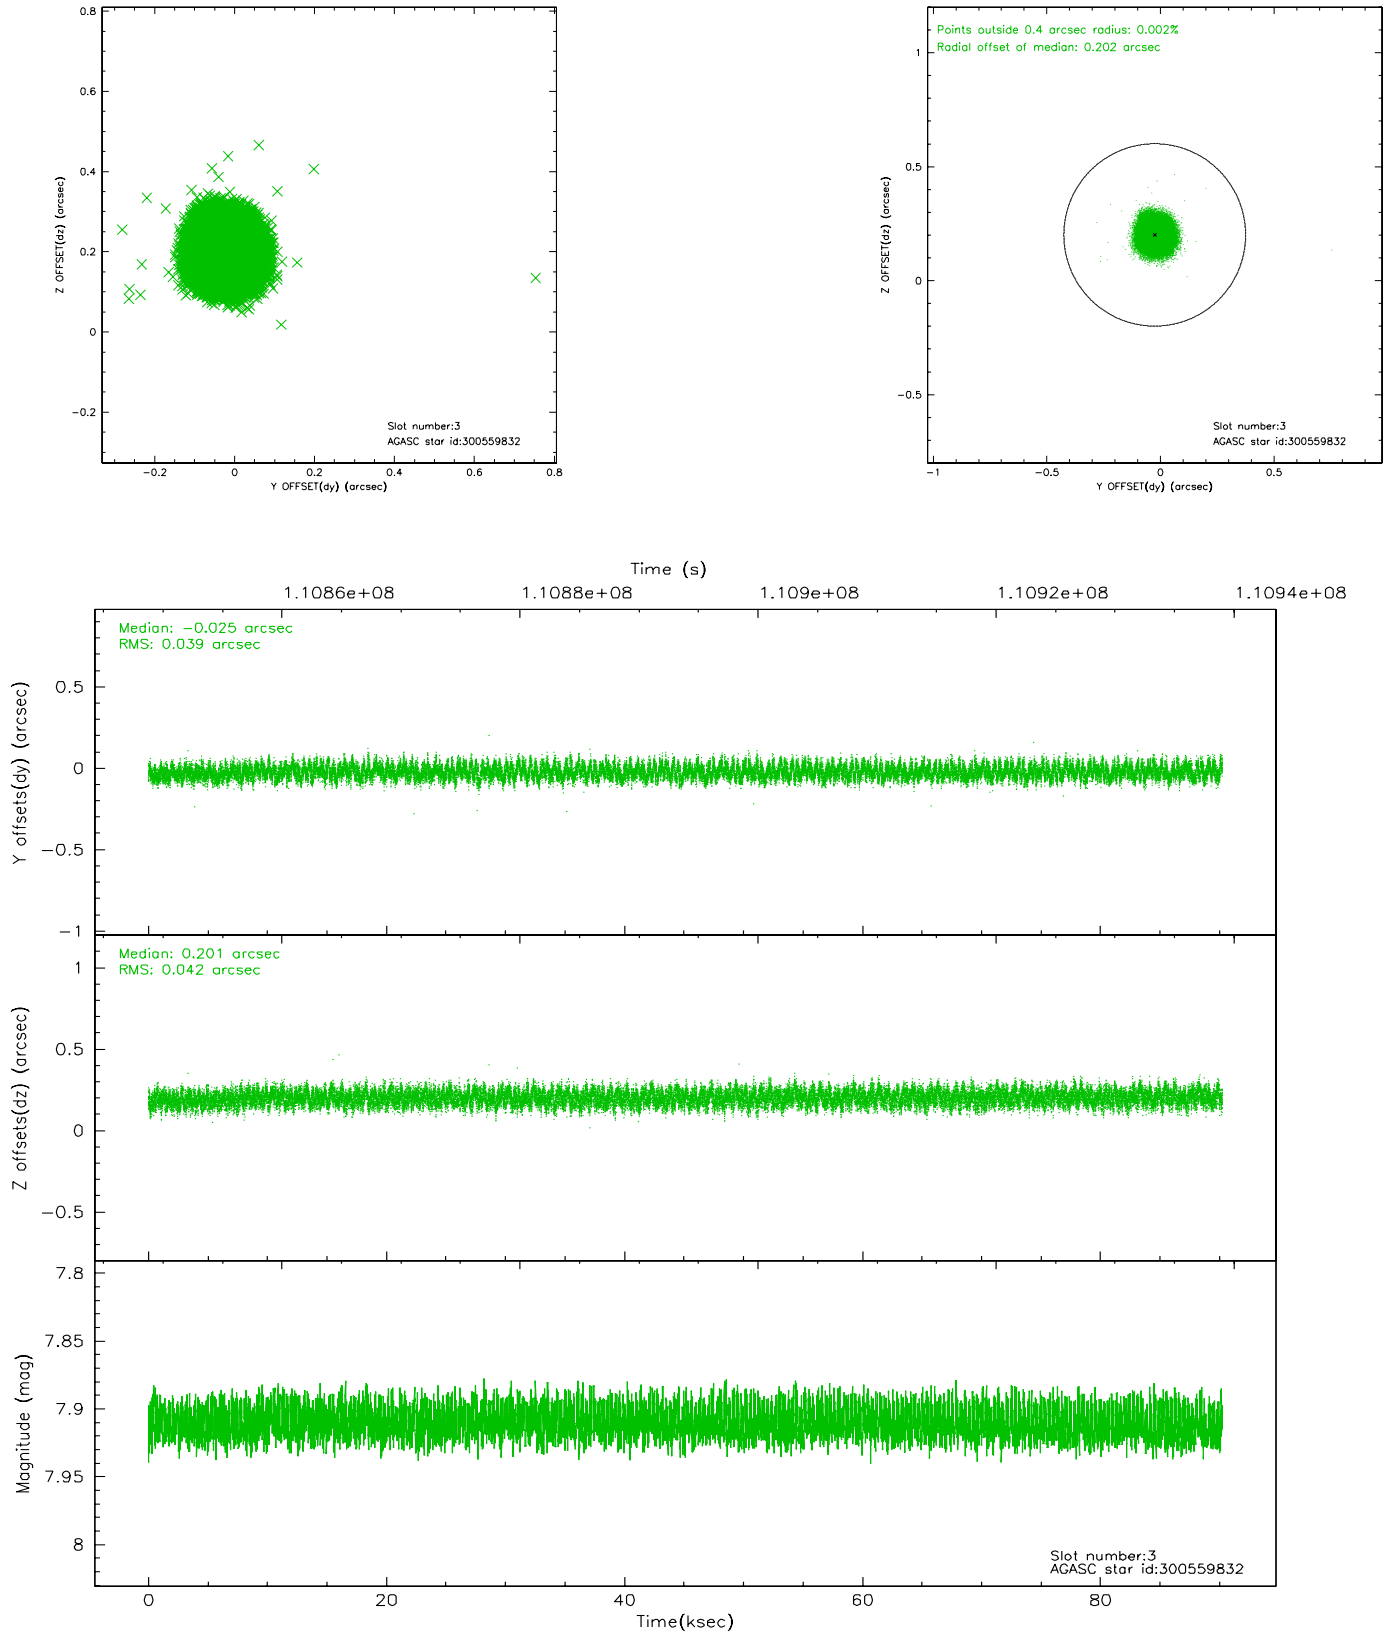 0.8
0.6
0.4
0.2
0
−0.2
Z OFFSET(dz) (arcsec)
Slot number:3
AGASC star id:300559832
−0.2 0 0.2 0.4 0.6 0.8
Y OFFSET(dy) (arcsec)
Points outside 0.4 arcsec radius: 0.002%
Radial offset of median: 0.202 arcsec
1
0.5
0
−0.5
Z OFFSET(dz) (arcsec)
Slot number:3
AGASC star id:300559832
−1 −0.5 0 0.5
Y OFFSET(dy) (arcsec)
Time (s)
1.1086e+08 1.1088e+08 1.109e+08 1.1092e+08 1.1094e+08
Median: −0.025 arcsec
RMS: 0.039 arcsec
0.5
0
−0.5
−1
Y offsets(dy) (arcsec)
Median: 0.201 arcsec
RMS: 0.042 arcsec
1
0.5
0
−0.5
Z offsets(dz) (arcsec)
7.8
7.85
7.9
7.95
8
Magnitude (mag)
Slot number:3
AGASC star id:300559832
0 20 40 60 80
Time(ksec)